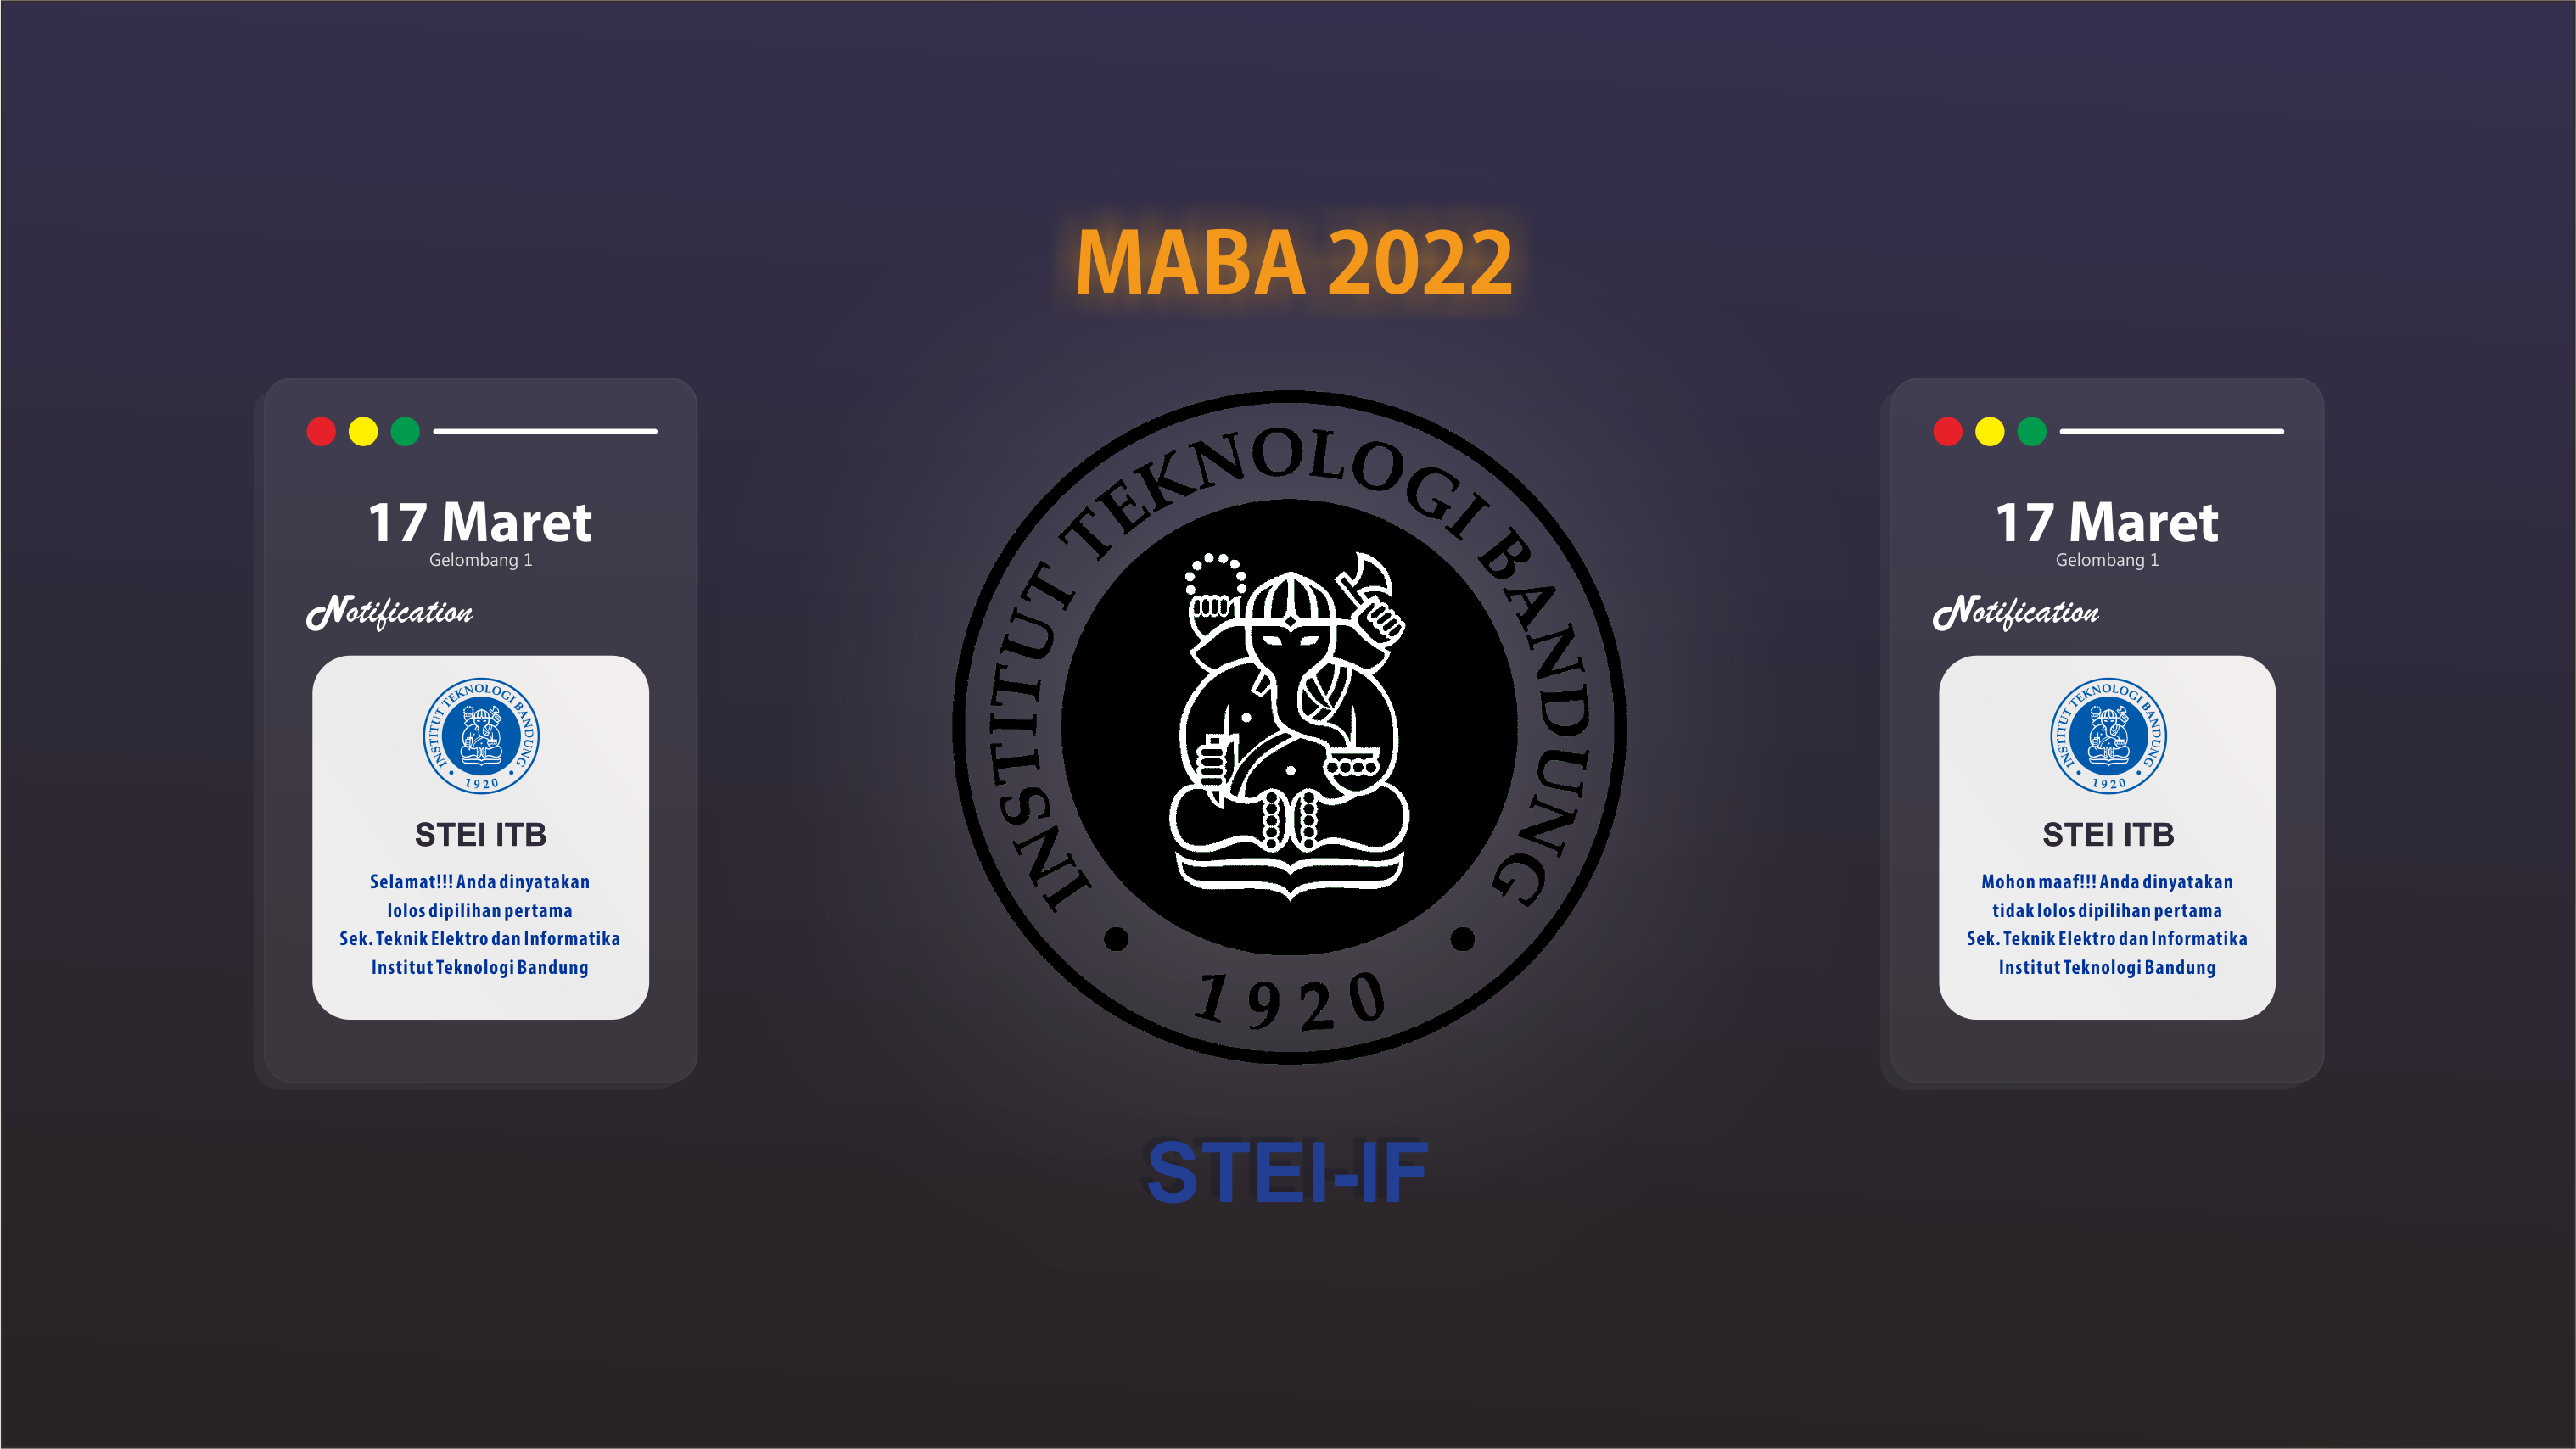 MABA 2022
17 Maret
Gelombang 1
Notification
INSTITUT TEKNOLOGI BANDUNG
1920
STEI ITB
Selamat!!! Anda dinyatakan
lolos dipilihan pertama
Sek. Teknik Elektro dan Informatika
Institut Teknologi Bandung
INSTITUT TEKNOLOGI BANDUNG
1920
STEI-IF
17 Maret
Gelombang 1
Notification
INSTITUT TEKNOLOGI BANDUNG
1920
STEI ITB
Mohon maaf!!! Anda dinyatakan
tidak lolos dipilihan pertama
Sek. Teknik Elektro dan Informatika
Institut Teknologi Bandung